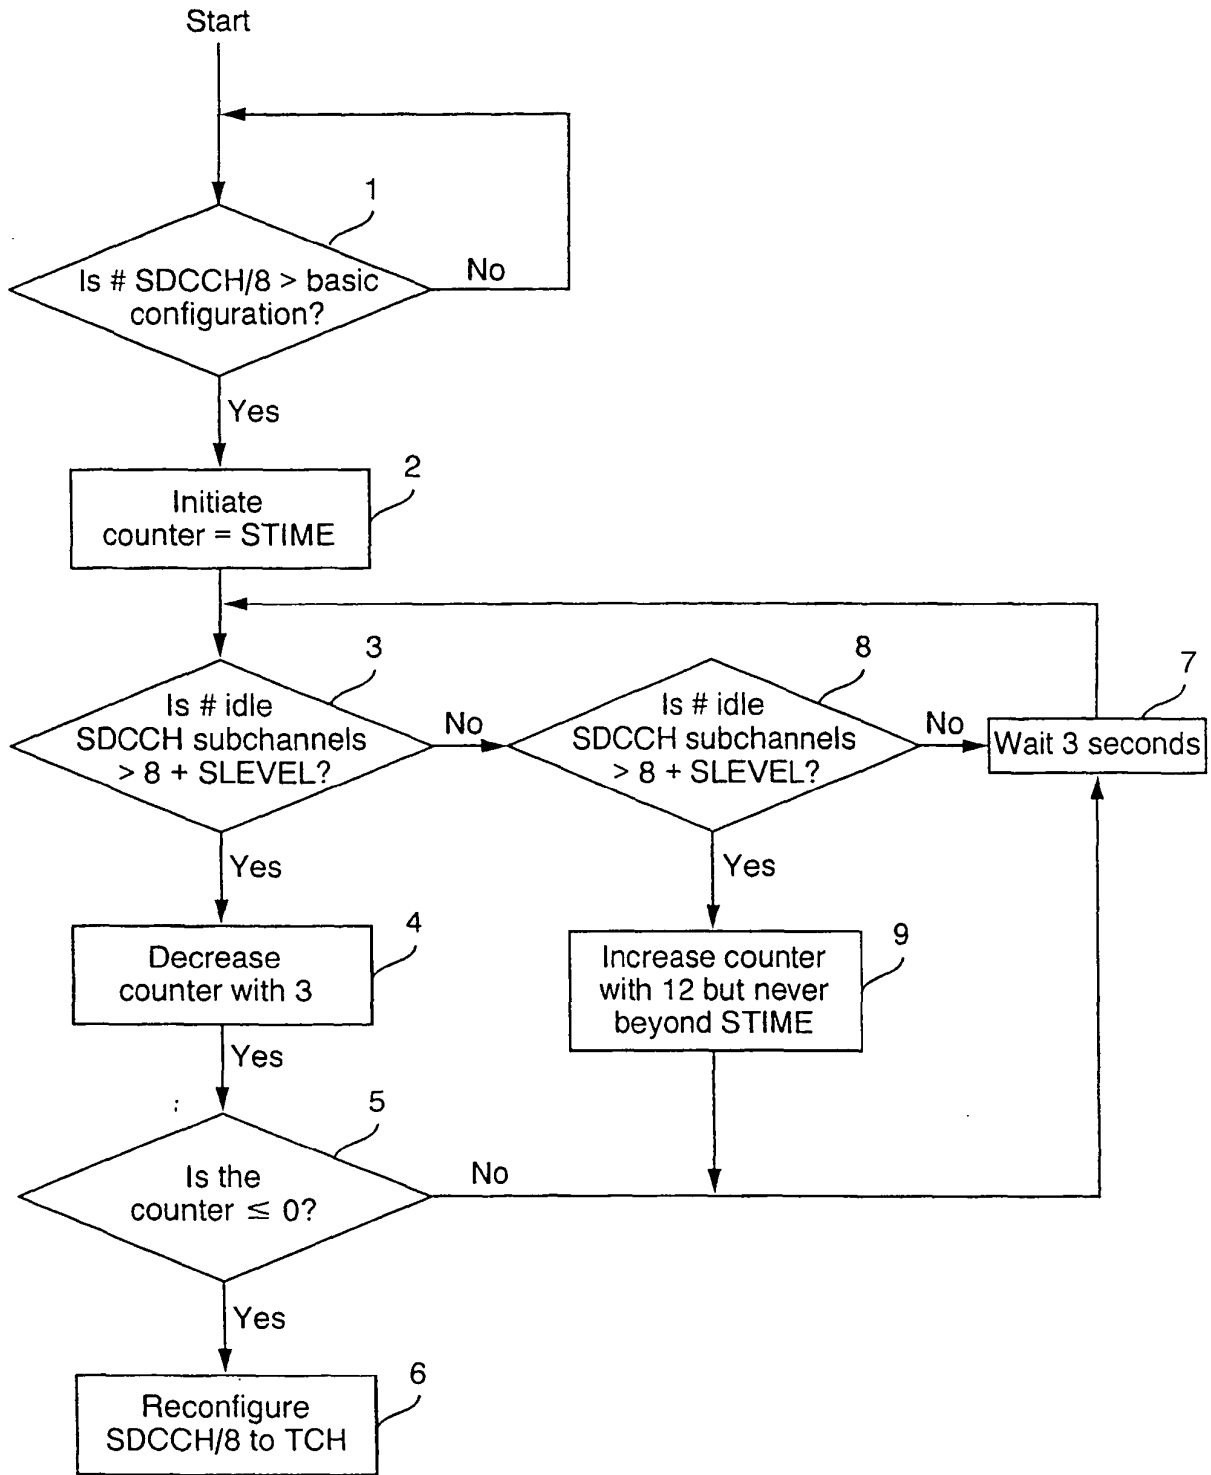 Start
1
Is # SDCCH/8 > basic
configuration?
No
Yes
2
Initiate
counter = STIME
3
Is # idle
SDCCH subchannels
> 8 + SLEVEL?
No
8
Is # idle
SDCCH subchannels
> 8 + SLEVEL?
No
7
Wait 3 seconds
Yes
Yes
4
Decrease
counter with 3
9
Increase counter
with 12 but never
beyond STIME
Yes
5
Is the
counter ≤ 0?
No
Yes
6
Reconfigure
SDCCH/8 to TCH